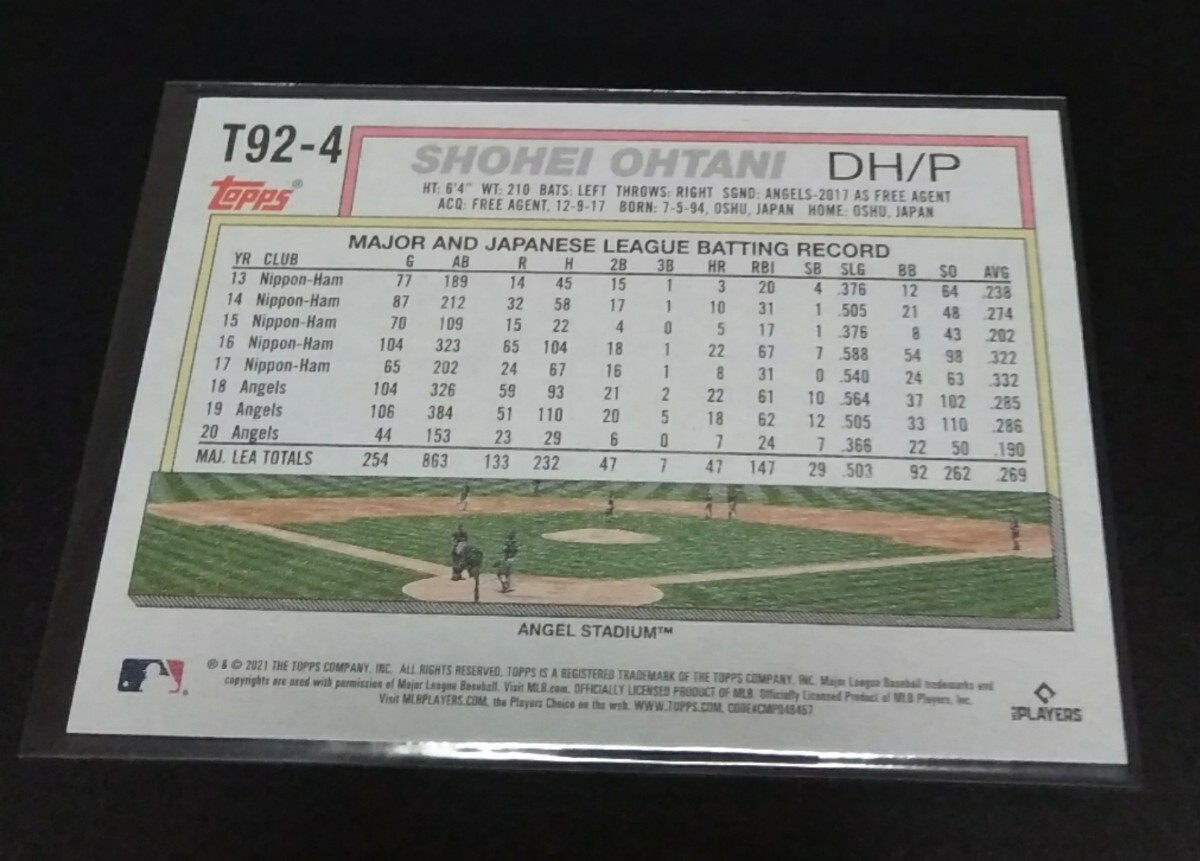 T92-4
Topps®
SHOHEI OHTANI DH/P
HT: 6'4" WT: 210 BATS: LEFT THROWS: RIGHT SGND: ANGELS-2017 AS FREE AGENT
ACQ: FREE AGENT, 12-9-17 BORN: 7-5-94, OSHU, JAPAN HOME: OSHU, JAPAN
MAJOR AND JAPANESE LEAGUE BATTING RECORD
YR CLUB G AB R H 2B 3B HR RBI SB SLG BB SO AVG
13 Nippon-Ham 77 189 14 45 15 1 3 20 4 .376 12 64 .238
14 Nippon-Ham 87 212 32 58 17 1 10 31 1 .505 21 48 .274
15 Nippon-Ham 70 109 15 22 4 0 5 17 1 .376 8 43 .202
16 Nippon-Ham 104 323 65 104 18 1 22 67 7 .588 54 98 .322
17 Nippon-Ham 65 202 24 67 16 1 8 31 0 .540 24 63 .332
18 Angels 104 326 59 93 21 2 22 61 10 .564 37 102 .285
19 Angels 106 384 51 110 20 5 18 62 12 .505 33 110 .286
20 Angels 44 153 23 29 6 0 7 24 7 .366 22 50 .190
MAJ. LEA TOTALS 254 863 133 232 47 7 47 147 29 .503 92 262 .269
ANGEL STADIUM™
® & © 2021 THE TOPPS COMPANY, INC. ALL RIGHTS RESERVED. TOPPS IS A REGISTERED TRADEMARK OF THE TOPPS COMPANY, INC. Major League Baseball trademarks and
copyrights are used with permission of Major League Baseball. Visit MLB.com. OFFICIALLY LICENSED PRODUCT OF MLB Officially Licensed Product of MLB Players, Inc.
Visit MLBPLAYERS.COM, the Players Choice on the web. WWW.TOPPS.COM, CODE#CMP048457
MLB PLAYERS